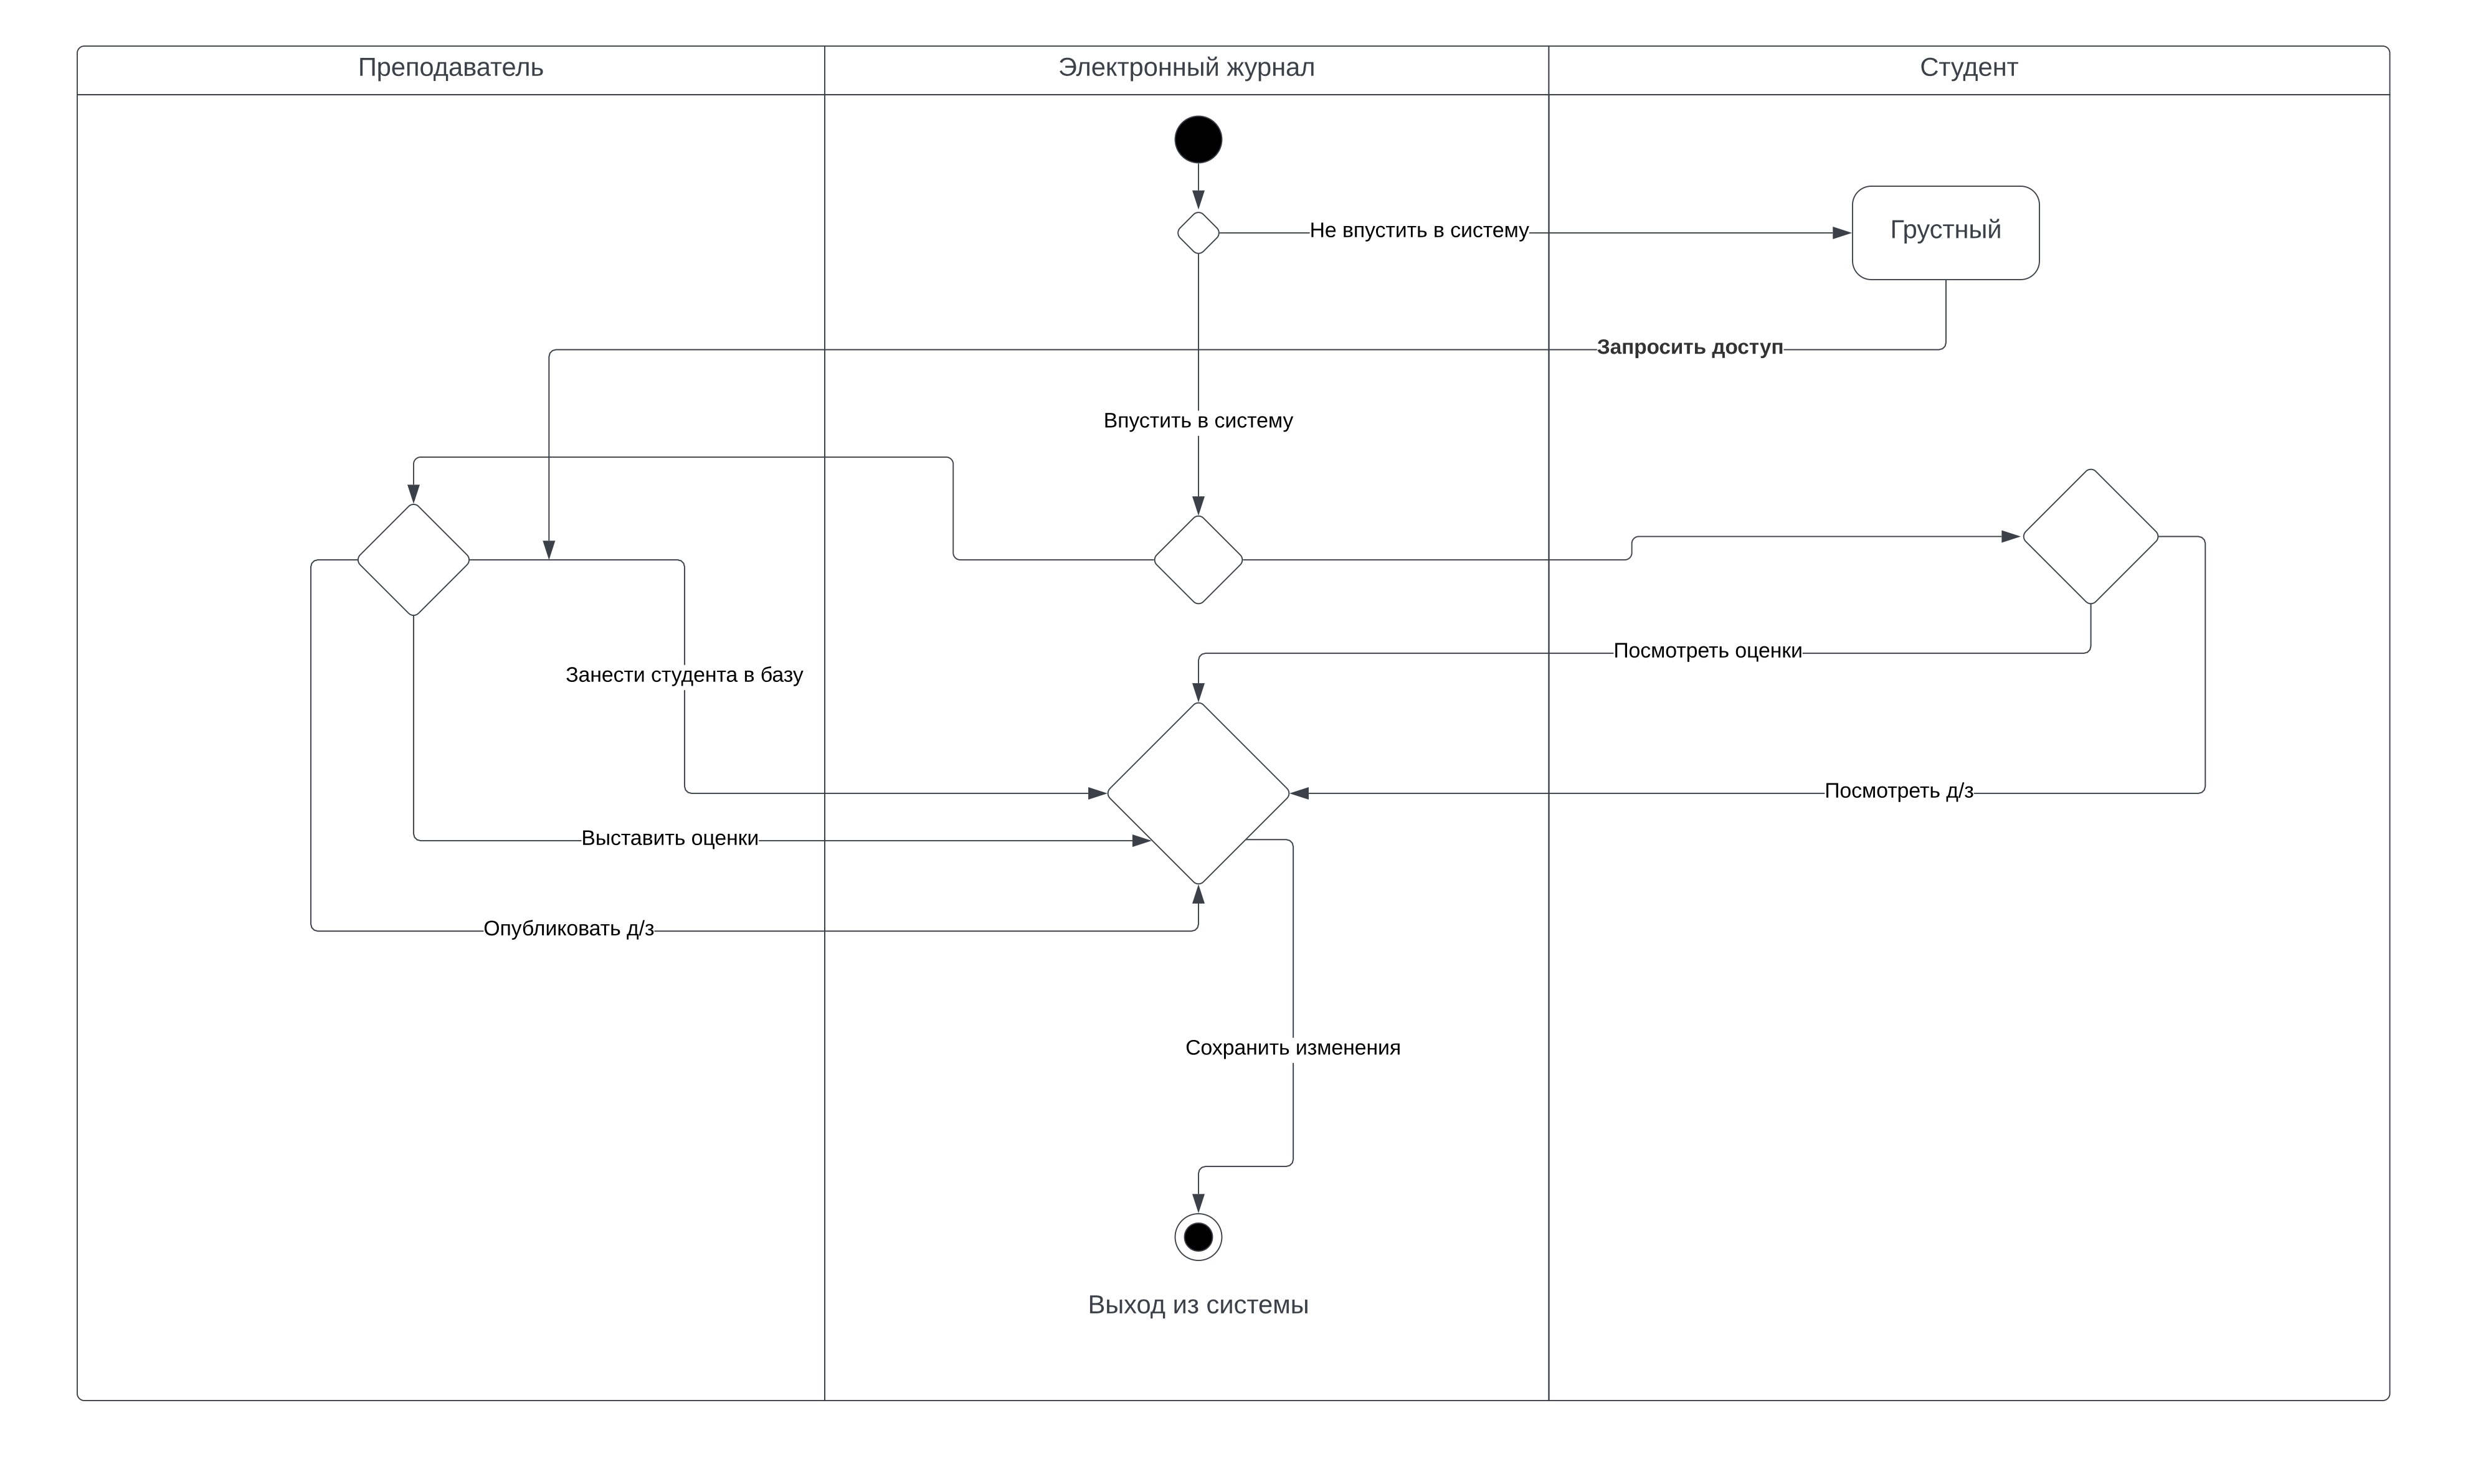 Преподаватель
Электронный журнал
Студент
Не впустить в систему
Грустный
Запросить доступ
Впустить в систему
Посмотреть оценки
Занести студента в базу
Посмотреть д/з
Выставить оценки
Опубликовать д/з
Сохранить изменения
Выход из системы